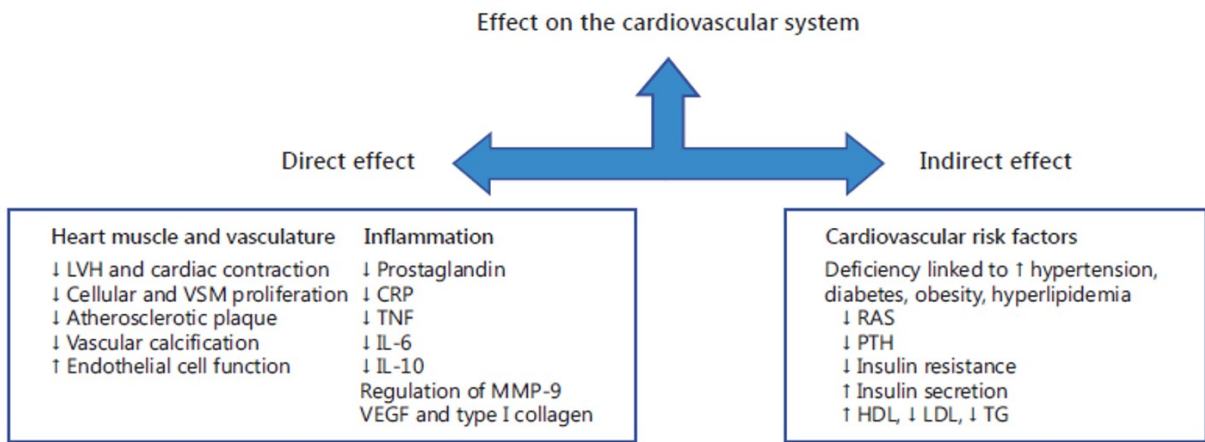 Effect on the cardiovascular system
Direct effect
Indirect effect
Heart muscle and vasculature
↓ LVH and cardiac contraction
↓ Cellular and VSM proliferation
↓ Atherosclerotic plaque
↓ Vascular calcification
↑ Endothelial cell function
Inflammation
↓ Prostaglandin
↓ CRP
↓ TNF
↓ IL-6
↓ IL-10
Regulation of MMP-9
VEGF and type I collagen
Cardiovascular risk factors
Deficiency linked to ↑ hypertension,
diabetes, obesity, hyperlipidemia
↓ RAS
↓ PTH
↓ Insulin resistance
↑ Insulin secretion
↑ HDL, ↓ LDL, ↓ TG